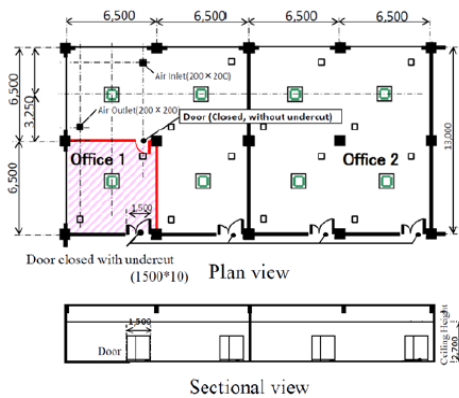 6,500 6,500 6,500 6,500
Air Inlet(200×200)
Air Outlet(200×200)
Door (Closed, without undercut)
6,500
3,250
13,000
Office 1
Office 2
6,500
1,500
Door closed with undercut
(1500*10)
Plan view
1,500
Door
Ceiling Height
2,700
Sectional view